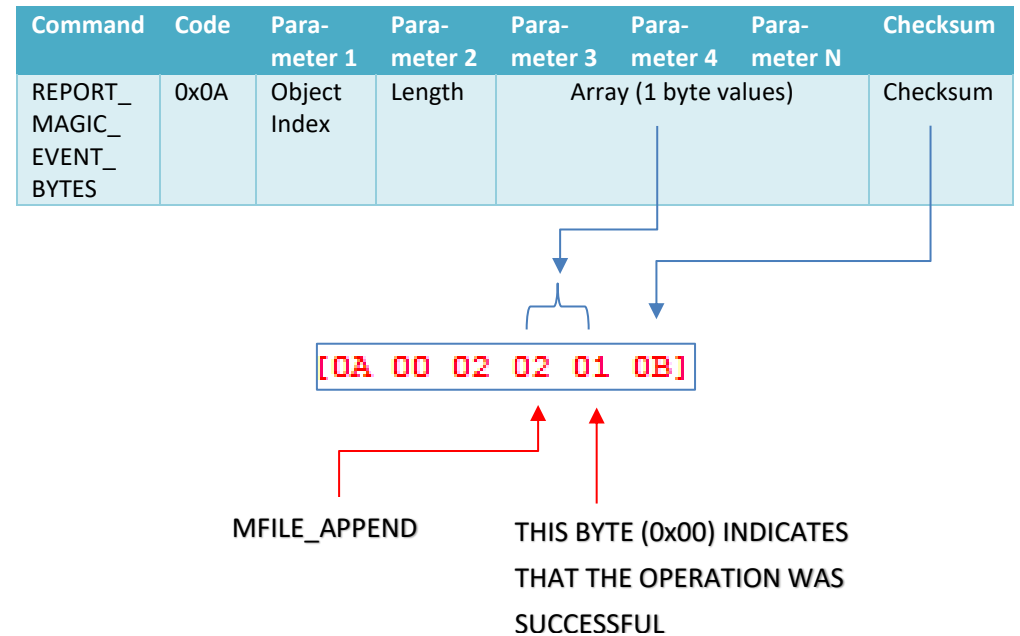 Command Code Para- Para- Para- Para- Para- Checksum
meter 1 meter 2 meter 3 meter 4 meter N
REPORT_ 0x0A Object Length Array (1 byte values) Checksum
MAGIC_ Index
EVENT_
BYTES
[0A 00 02 02 01 0B]
MFILE_APPEND
THIS BYTE (0x00) INDICATES
THAT THE OPERATION WAS
SUCCESSFUL